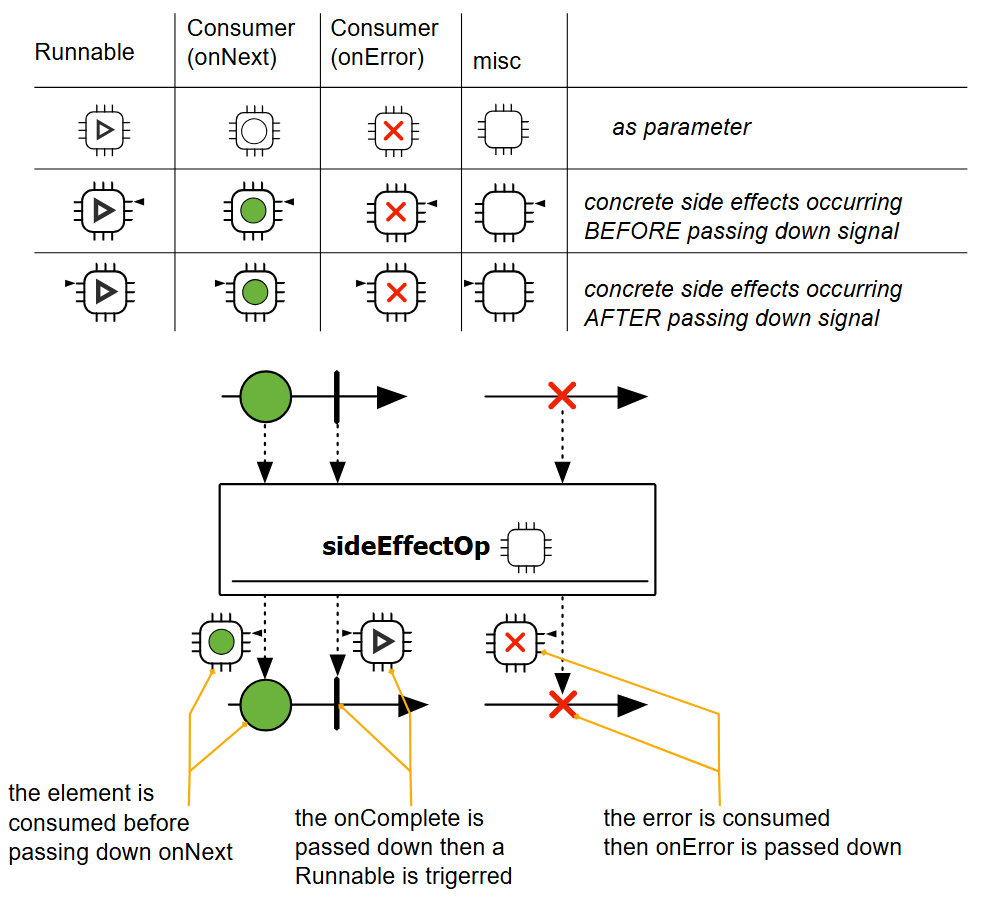 Runnable
Consumer
(onNext)
Consumer
(onError)
misc
as parameter
concrete side effects occurring
BEFORE passing down signal
concrete side effects occurring
AFTER passing down signal
sideEffectOp
the element is
consumed before
passing down onNext
the onComplete is
passed down then a
Runnable is trigerred
the error is consumed
then onError is passed down